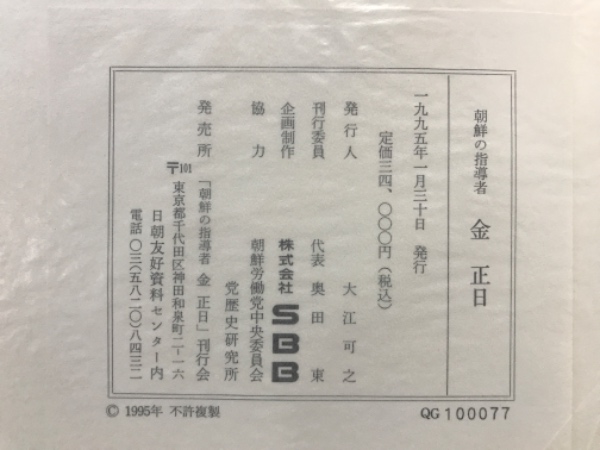 朝鮮の指導者 金 正日
一九九五年一月三十日 発行
定価三四、〇〇〇円(税込)
発行人 大江可之
刊行委員 代表 奥田 東
企画制作 株式会社 SBB
協力 朝鮮労働党中央委員会
党歴史研究所
発売所 「朝鮮の指導者 金 正日」刊行会
〒101 東京都千代田区神田和泉町二-一六
日朝友好資料センター内
電話 〇三(五八二〇)八四三二
© 1995年 不許複製
QG 100077